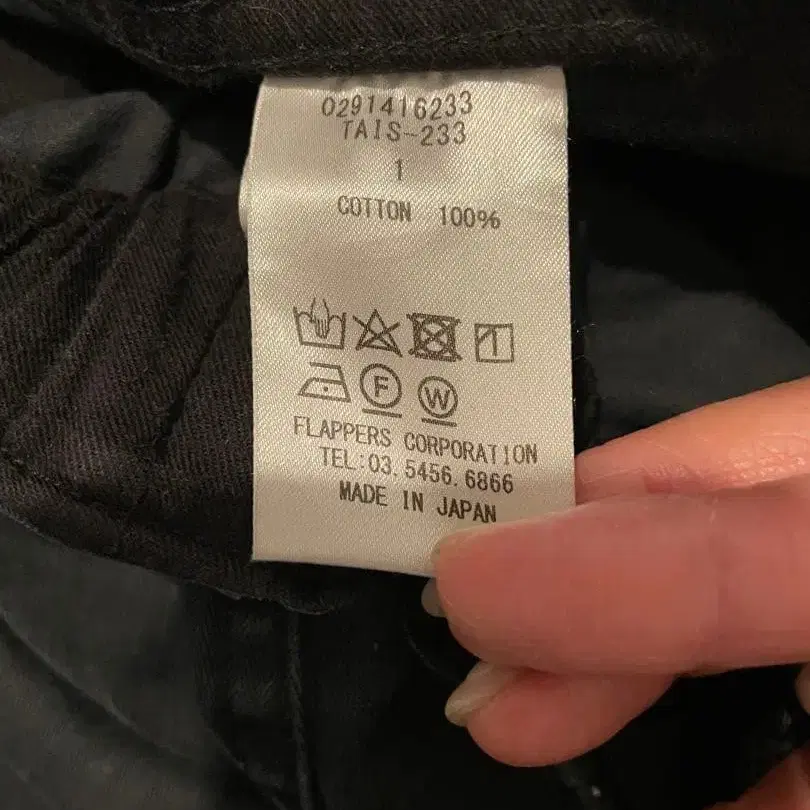 0291416233
TAIS-233
1
COTTON 100%
F W
FLAPPERS CORPORATION
TEL:03.5456.6866
MADE IN JAPAN